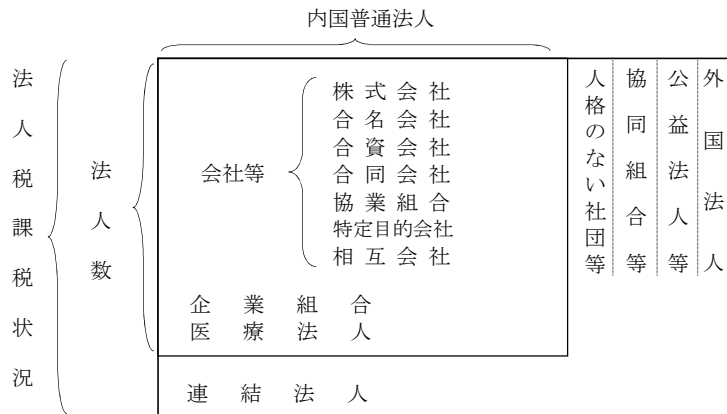 内国普通法人
法人税課税状況
法人数
会社等
株式会社
合名会社
合資会社
合同会社
協業組合
特定目的会社
相互会社
企業組合
医療法人
連結法人
人格のない社団等
協同組合等
公益法人等
外国法人